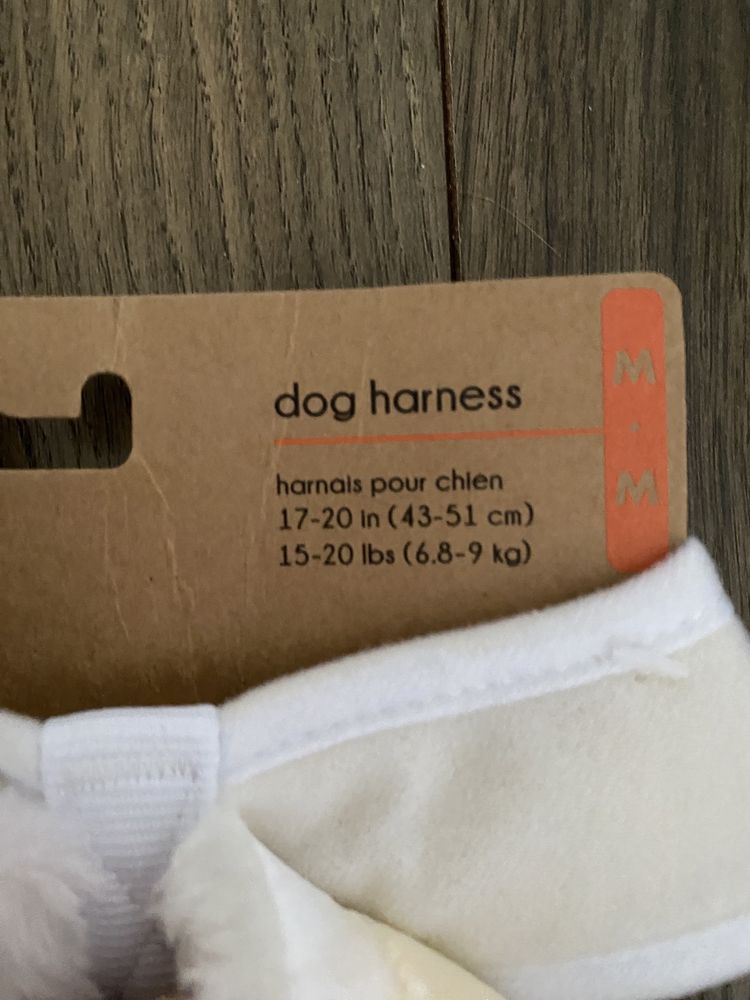 dog harness
harnais pour chien
17-20 in (43-51 cm)
15-20 lbs (6.8-9 kg)
M · M